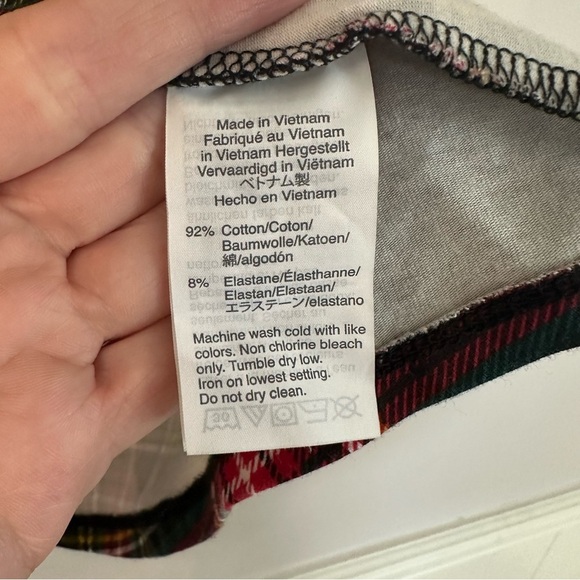 Made in Vietnam
Fabriqué au Vietnam
in Vietnam Hergestellt
Vervaardigd in Viëtnam
ベトナム製
Hecho en Vietnam
92% Cotton/Coton/
Baumwolle/Katoen/
綿/algodón
8% Elastane/Élasthanne/
Elastan/Elastaan/
エラステーン/elastano
Machine wash cold with like
colors. Non chlorine bleach
only. Tumble dry low.
Iron on lowest setting.
Do not dry clean.
30